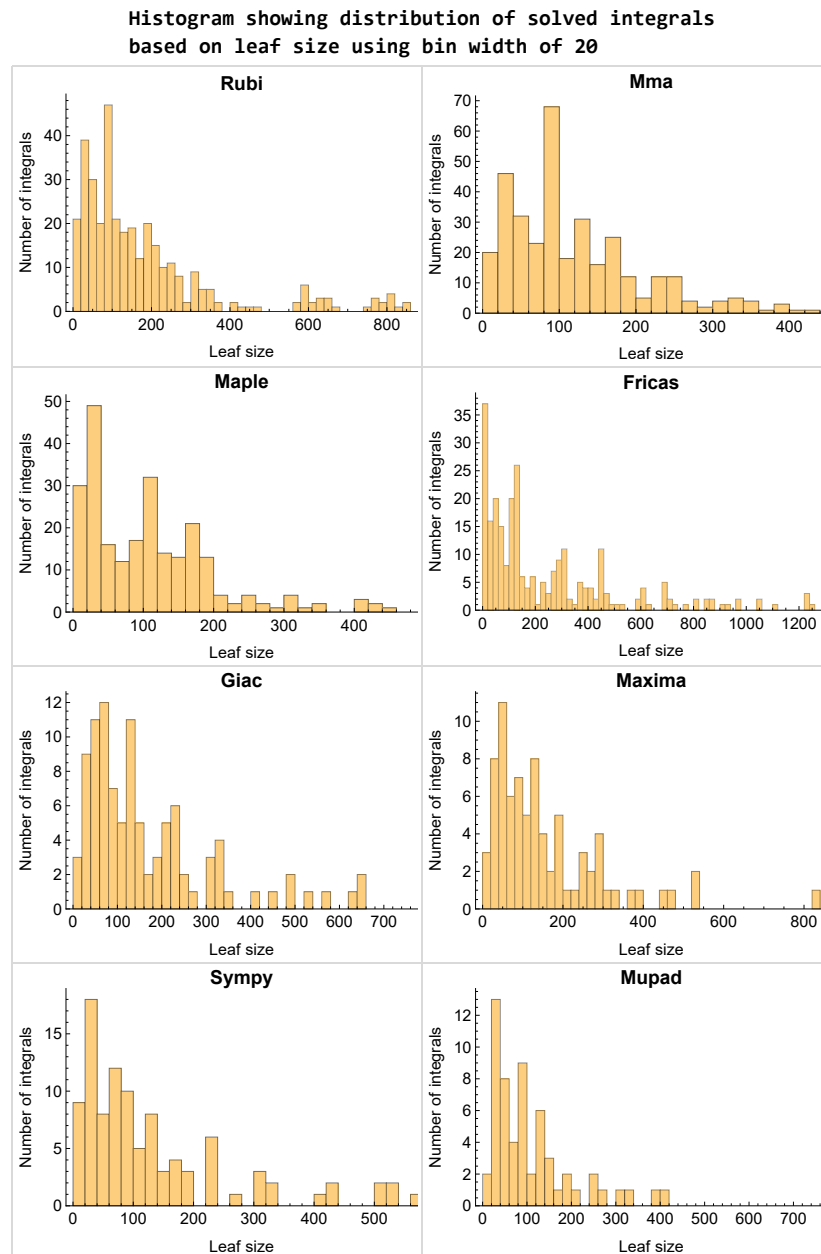 Histogram showing distribution of solved integrals
based on leaf size using bin width of 20
Rubi
Number of integrals
40
30
20
10
0
0 200 400 600 800
Leaf size
Mma
Number of integrals
70
60
50
40
30
20
10
0
0 100 200 300 400
Leaf size
Maple
Number of integrals
50
40
30
20
10
0
0 100 200 300 400
Leaf size
Fricas
Number of integrals
35
30
25
20
15
10
5
0
0 200 400 600 800 1000 1200
Leaf size
Giac
Number of integrals
12
10
8
6
4
2
0
0 100 200 300 400 500 600 700
Leaf size
Maxima
Number of integrals
10
8
6
4
2
0
0 200 400 600 800
Leaf size
Sympy
Number of integrals
15
10
5
0
0 100 200 300 400 500
Leaf size
Mupad
Number of integrals
12
10
8
6
4
2
0
0 100 200 300 400 500 600 700
Leaf size